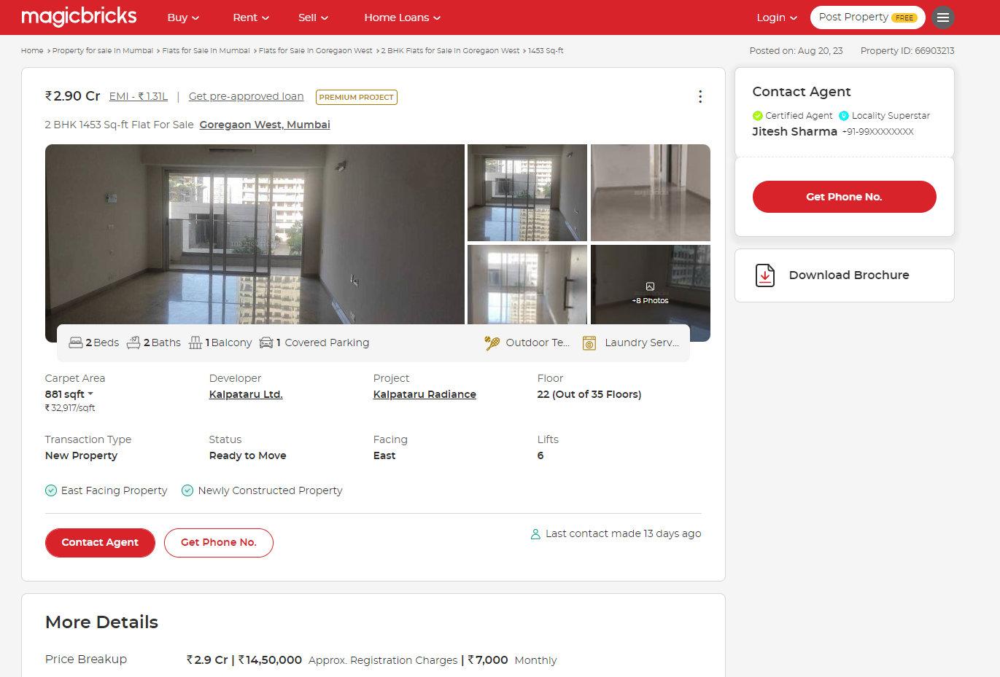 magicbricks Buy Rent Sell Home Loans Login Post Property FREE
Home > Property for sale in Mumbai > Flats for Sale in Mumbai > Flats for Sale in Goregaon West > 2 BHK Flats for Sale in Goregaon West > 1453 Sq-ft Posted on: Aug 20, 23 Property ID: 66903213
₹2.90 Cr EMI - ₹ 1.31L | Get pre-approved loan PREMIUM PROJECT
2 BHK 1453 Sq-ft Flat For Sale Goregaon West, Mumbai
+8 Photos
2 Beds 2 Baths 1 Balcony 1 Covered Parking Outdoor Te... Laundry Serv...
Carpet Area
881 sqft
₹ 32,917/sqft
Developer
Kalpataru Ltd.
Project
Kalpataru Radiance
Floor
22 (Out of 35 Floors)
Transaction Type
New Property
Status
Ready to Move
Facing
East
Lifts
6
East Facing Property Newly Constructed Property
Contact Agent Get Phone No. Last contact made 13 days ago
More Details
Price Breakup ₹2.9 Cr | ₹14,50,000 Approx. Registration Charges | ₹7,000 Monthly
Contact Agent
Certified Agent Locality Superstar
Jitesh Sharma +91-99XXXXXXXX
Get Phone No.
Download Brochure